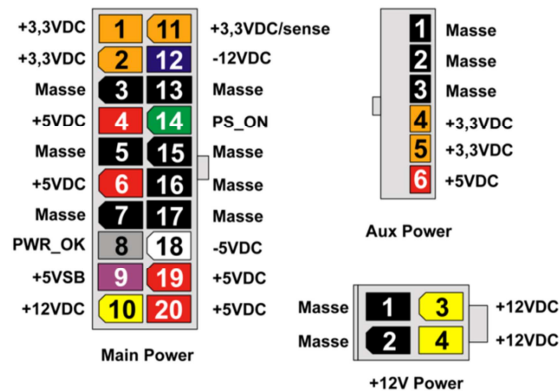 +3,3VDC 1 11 +3,3VDC/sense
+3,3VDC 2 12 -12VDC
Masse 3 13 Masse
+5VDC 4 14 PS_ON
Masse 5 15 Masse
+5VDC 6 16 Masse
Masse 7 17 Masse
PWR_OK 8 18 -5VDC
+5VSB 9 19 +5VDC
+12VDC 10 20 +5VDC
Main Power
1 Masse
2 Masse
3 Masse
4 +3,3VDC
5 +3,3VDC
6 +5VDC
Aux Power
Masse 1 3 +12VDC
Masse 2 4 +12VDC
+12V Power